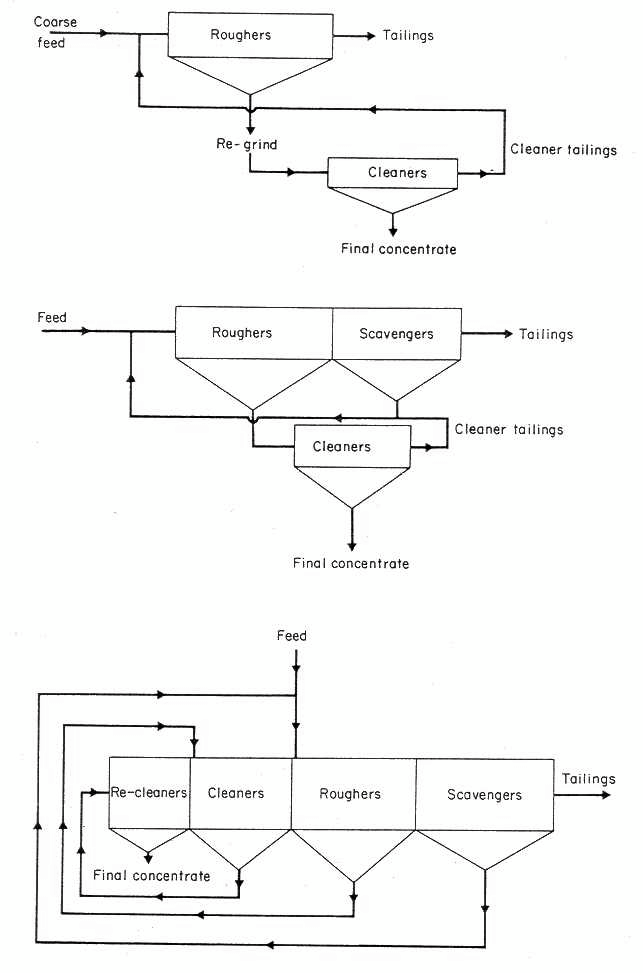 Coarse
feed
Roughers
Tailings
Re-grind
Cleaners
Cleaner tailings
Final concentrate
Feed
Roughers
Scavengers
Tailings
Cleaners
Cleaner tailings
Final concentrate
Feed
Re-cleaners
Cleaners
Roughers
Scavengers
Tailings
Final concentrate